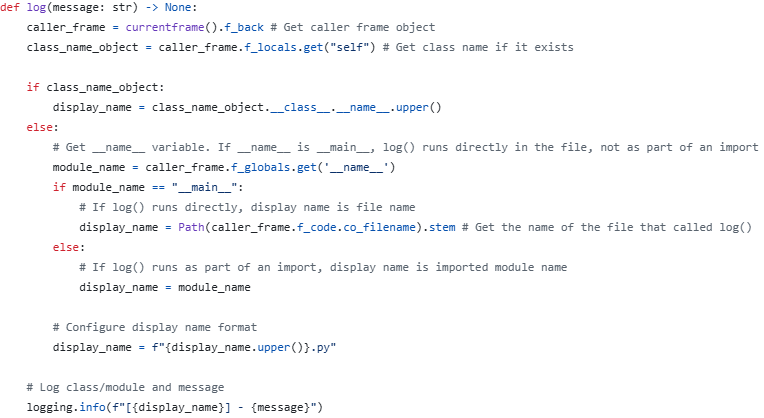 def log(message: str) -> None:
    caller_frame = currentframe().f_back # Get caller frame object
    class_name_object = caller_frame.f_locals.get("self") # Get class name if it exists

    if class_name_object:
        display_name = class_name_object.__class__.__name__.upper()
    else:
        # Get __name__ variable. If __name__ is __main__, log() runs directly in the file, not as part of an import
        module_name = caller_frame.f_globals.get('__name__')
        if module_name == "__main__":
            # If log() runs directly, display name is file name
            display_name = Path(caller_frame.f_code.co_filename).stem # Get the name of the file that called log()
        else:
            # If log() runs as part of an import, display name is imported module name
            display_name = module_name

        # Configure display name format
        display_name = f"{display_name.upper()}.py"

    # Log class/module and message
    logging.info(f"[{display_name}] - {message}")